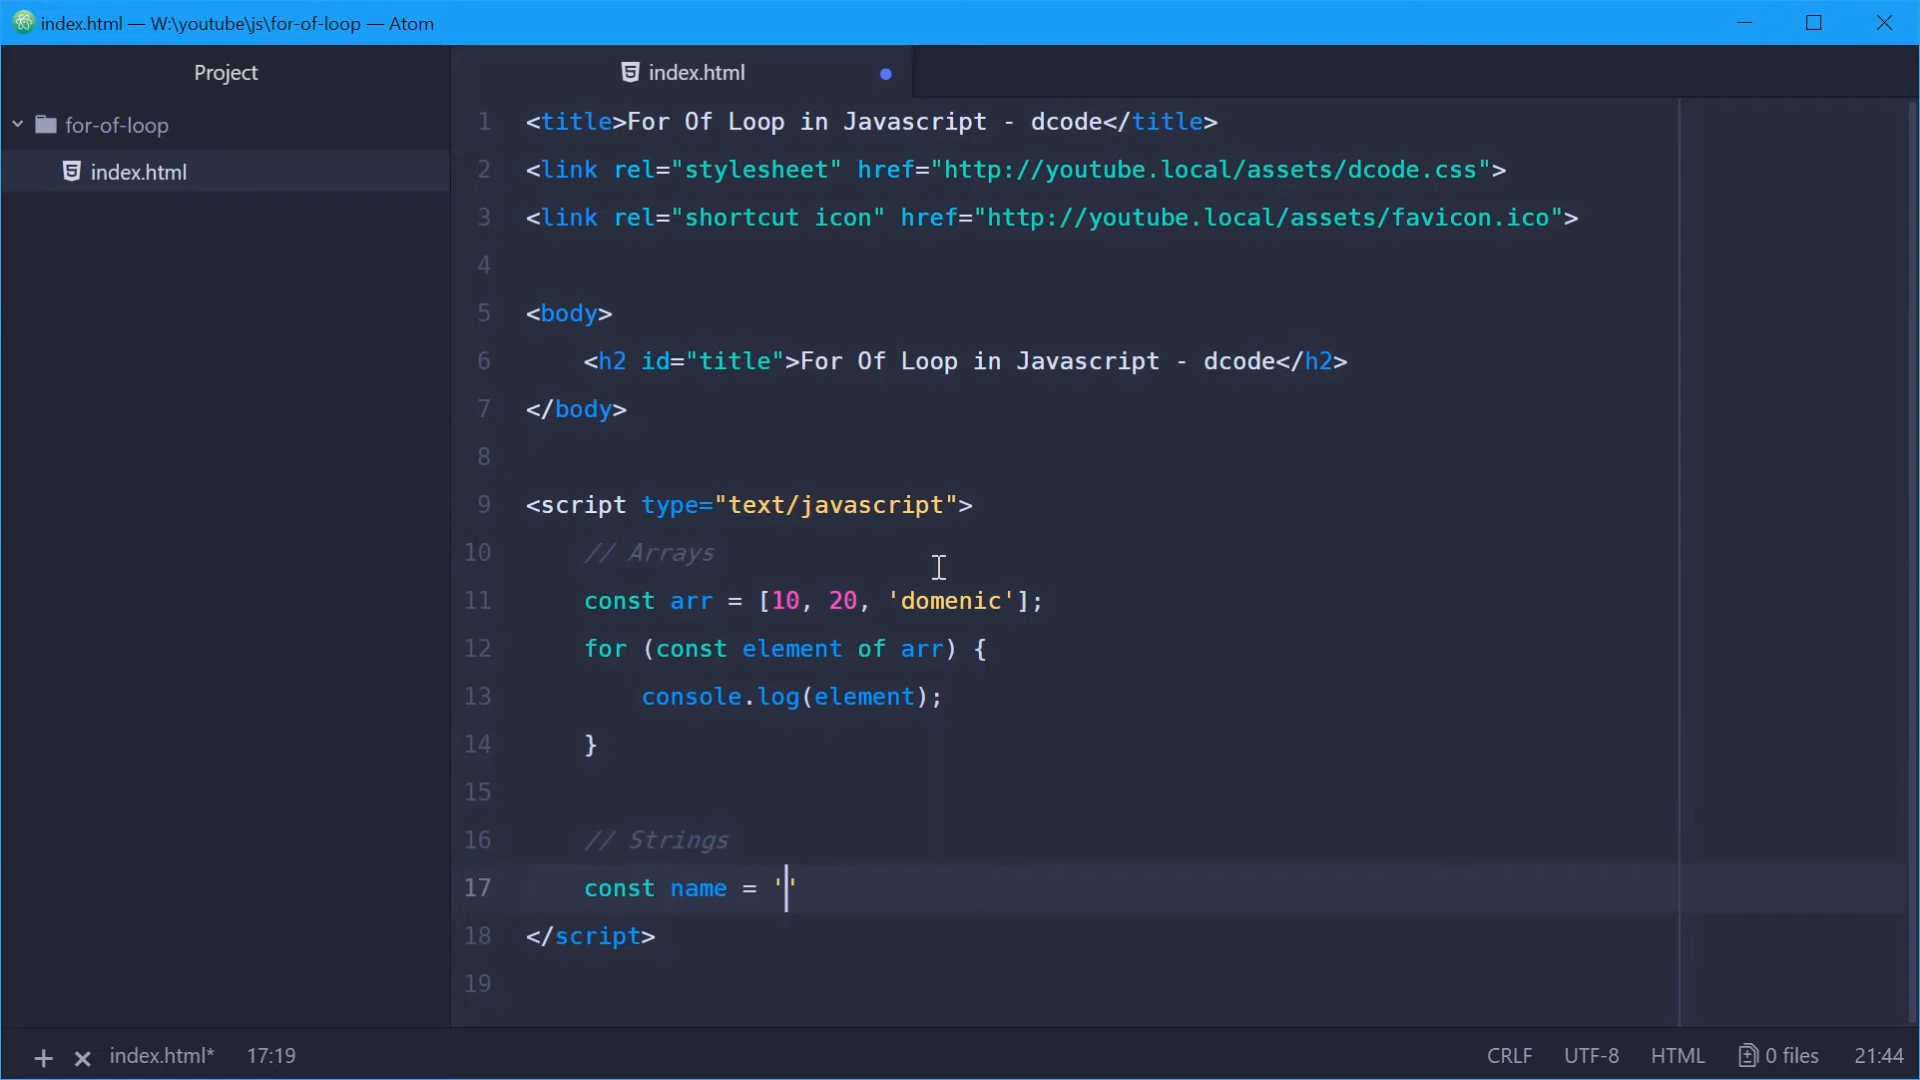 index.html — W:\youtube\js\for-of-loop — Atom
Project
index.html
for-of-loop
index.html
1 <title>For Of Loop in Javascript - dcode</title>
2 <link rel="stylesheet" href="http://youtube.local/assets/dcode.css">
3 <link rel="shortcut icon" href="http://youtube.local/assets/favicon.ico">
4
5 <body>
6     <h2 id="title">For Of Loop in Javascript - dcode</h2>
7 </body>
8
9 <script type="text/javascript">
10     // Arrays
11     const arr = [10, 20, 'domenic'];
12     for (const element of arr) {
13         console.log(element);
14     }
15
16     // Strings
17     const name = ''
18 </script>
19
index.html* 17:19
CRLF UTF-8 HTML 0 files 21:44